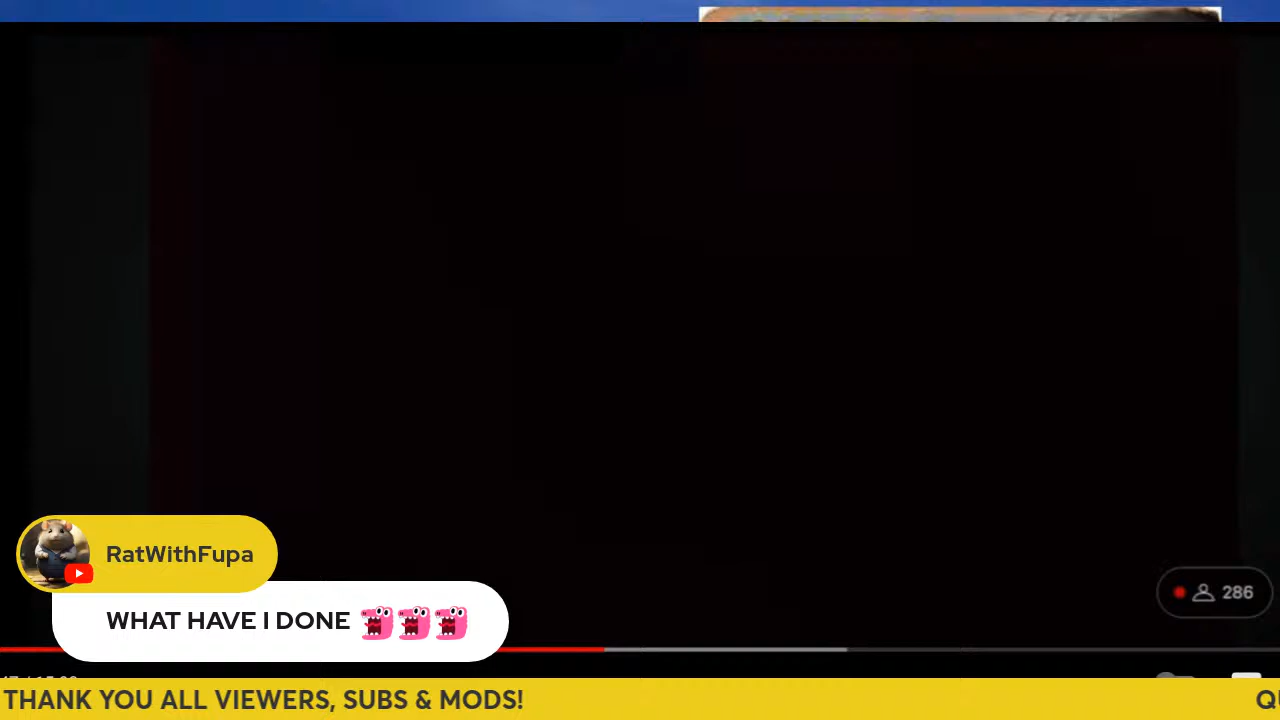 RatWithFupa
WHAT HAVE I DONE
286
THANK YOU ALL VIEWERS, SUBS & MODS!